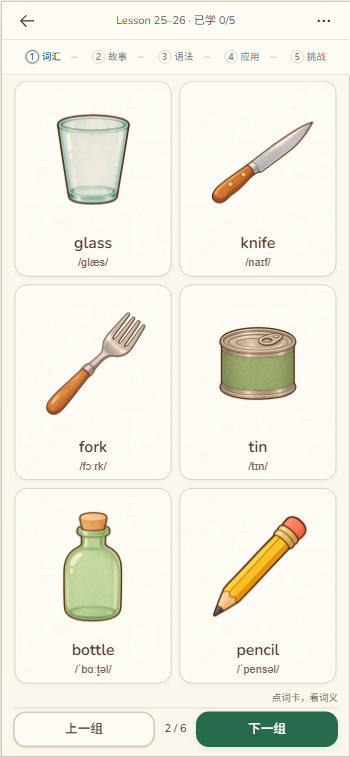 Lesson 25–26 · 已学 0/5
1 词汇 – 2 故事 – 3 语法 – 4 应用 – 5 挑战
glass knife
/ɡlæs/ /naɪf/
fork tin
/fɔːrk/ /tɪn/
bottle pencil
/ˈbɑːt̬əl/ /ˈpensəl/
点词卡，看词义
上一组 2 / 6 下一组